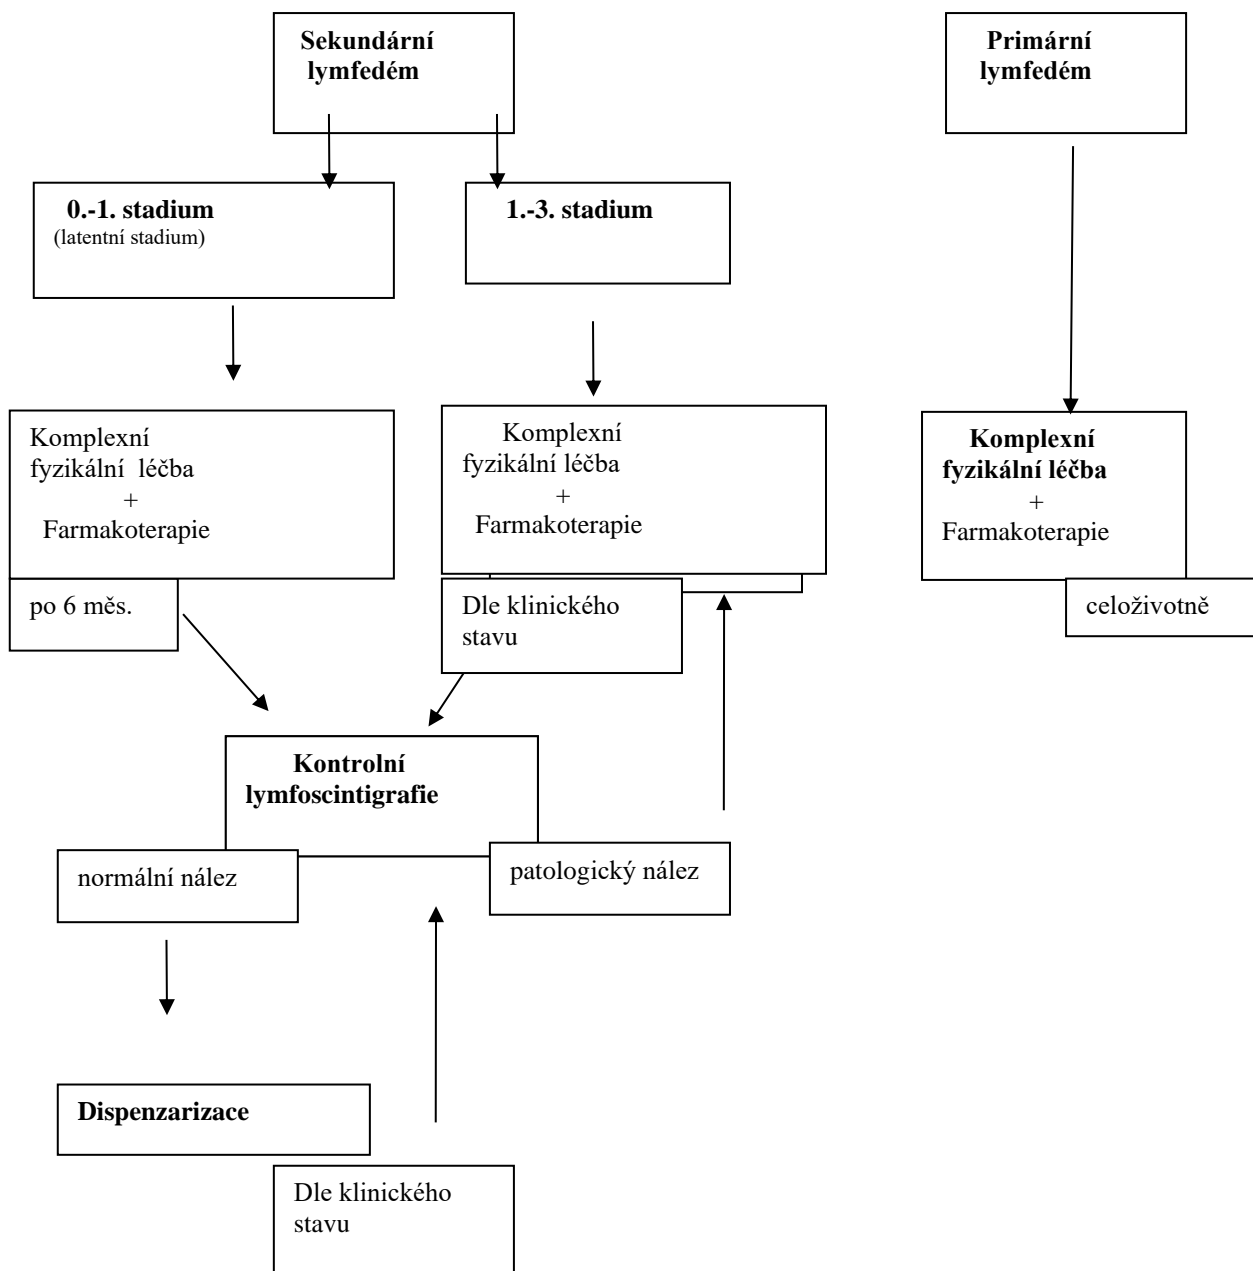 Sekundární
lymfedém
Primární
lymfedém
0.-1. stadium
(latentní stadium)
1.-3. stadium
Komplexní
fyzikální léčba
+
Farmakoterapie
Komplexní
fyzikální léčba
+
Farmakoterapie
Komplexní
fyzikální léčba
+
Farmakoterapie
po 6 měs.
Dle klinického
stavu
celoživotně
Kontrolní
lymfoscintigrafie
normální nález
patologický nález
Dispenzarizace
Dle klinického
stavu